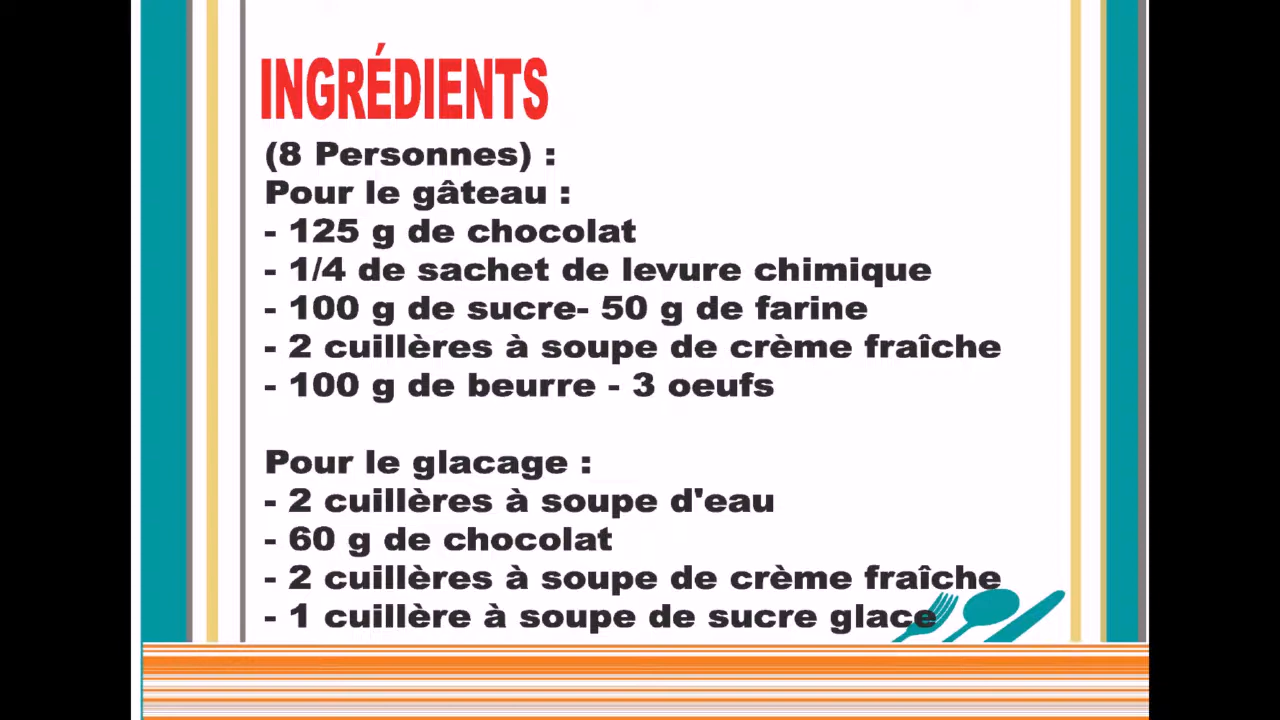 INGRÉDIENTS
(8 Personnes) :
Pour le gâteau :
- 125 g de chocolat
- 1/4 de sachet de levure chimique
- 100 g de sucre- 50 g de farine
- 2 cuillères à soupe de crème fraîche
- 100 g de beurre - 3 oeufs
Pour le glacage :
- 2 cuillères à soupe d'eau
- 60 g de chocolat
- 2 cuillères à soupe de crème fraîche
- 1 cuillère à soupe de sucre glace